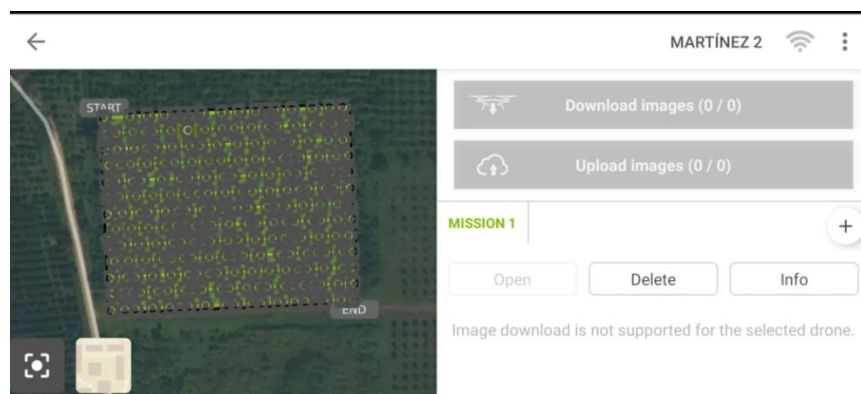 MARTÍNEZ 2
START
END
Download images (0 / 0)
Upload images (0 / 0)
MISSION 1
+
Open
Delete
Info
Image download is not supported for the selected drone.